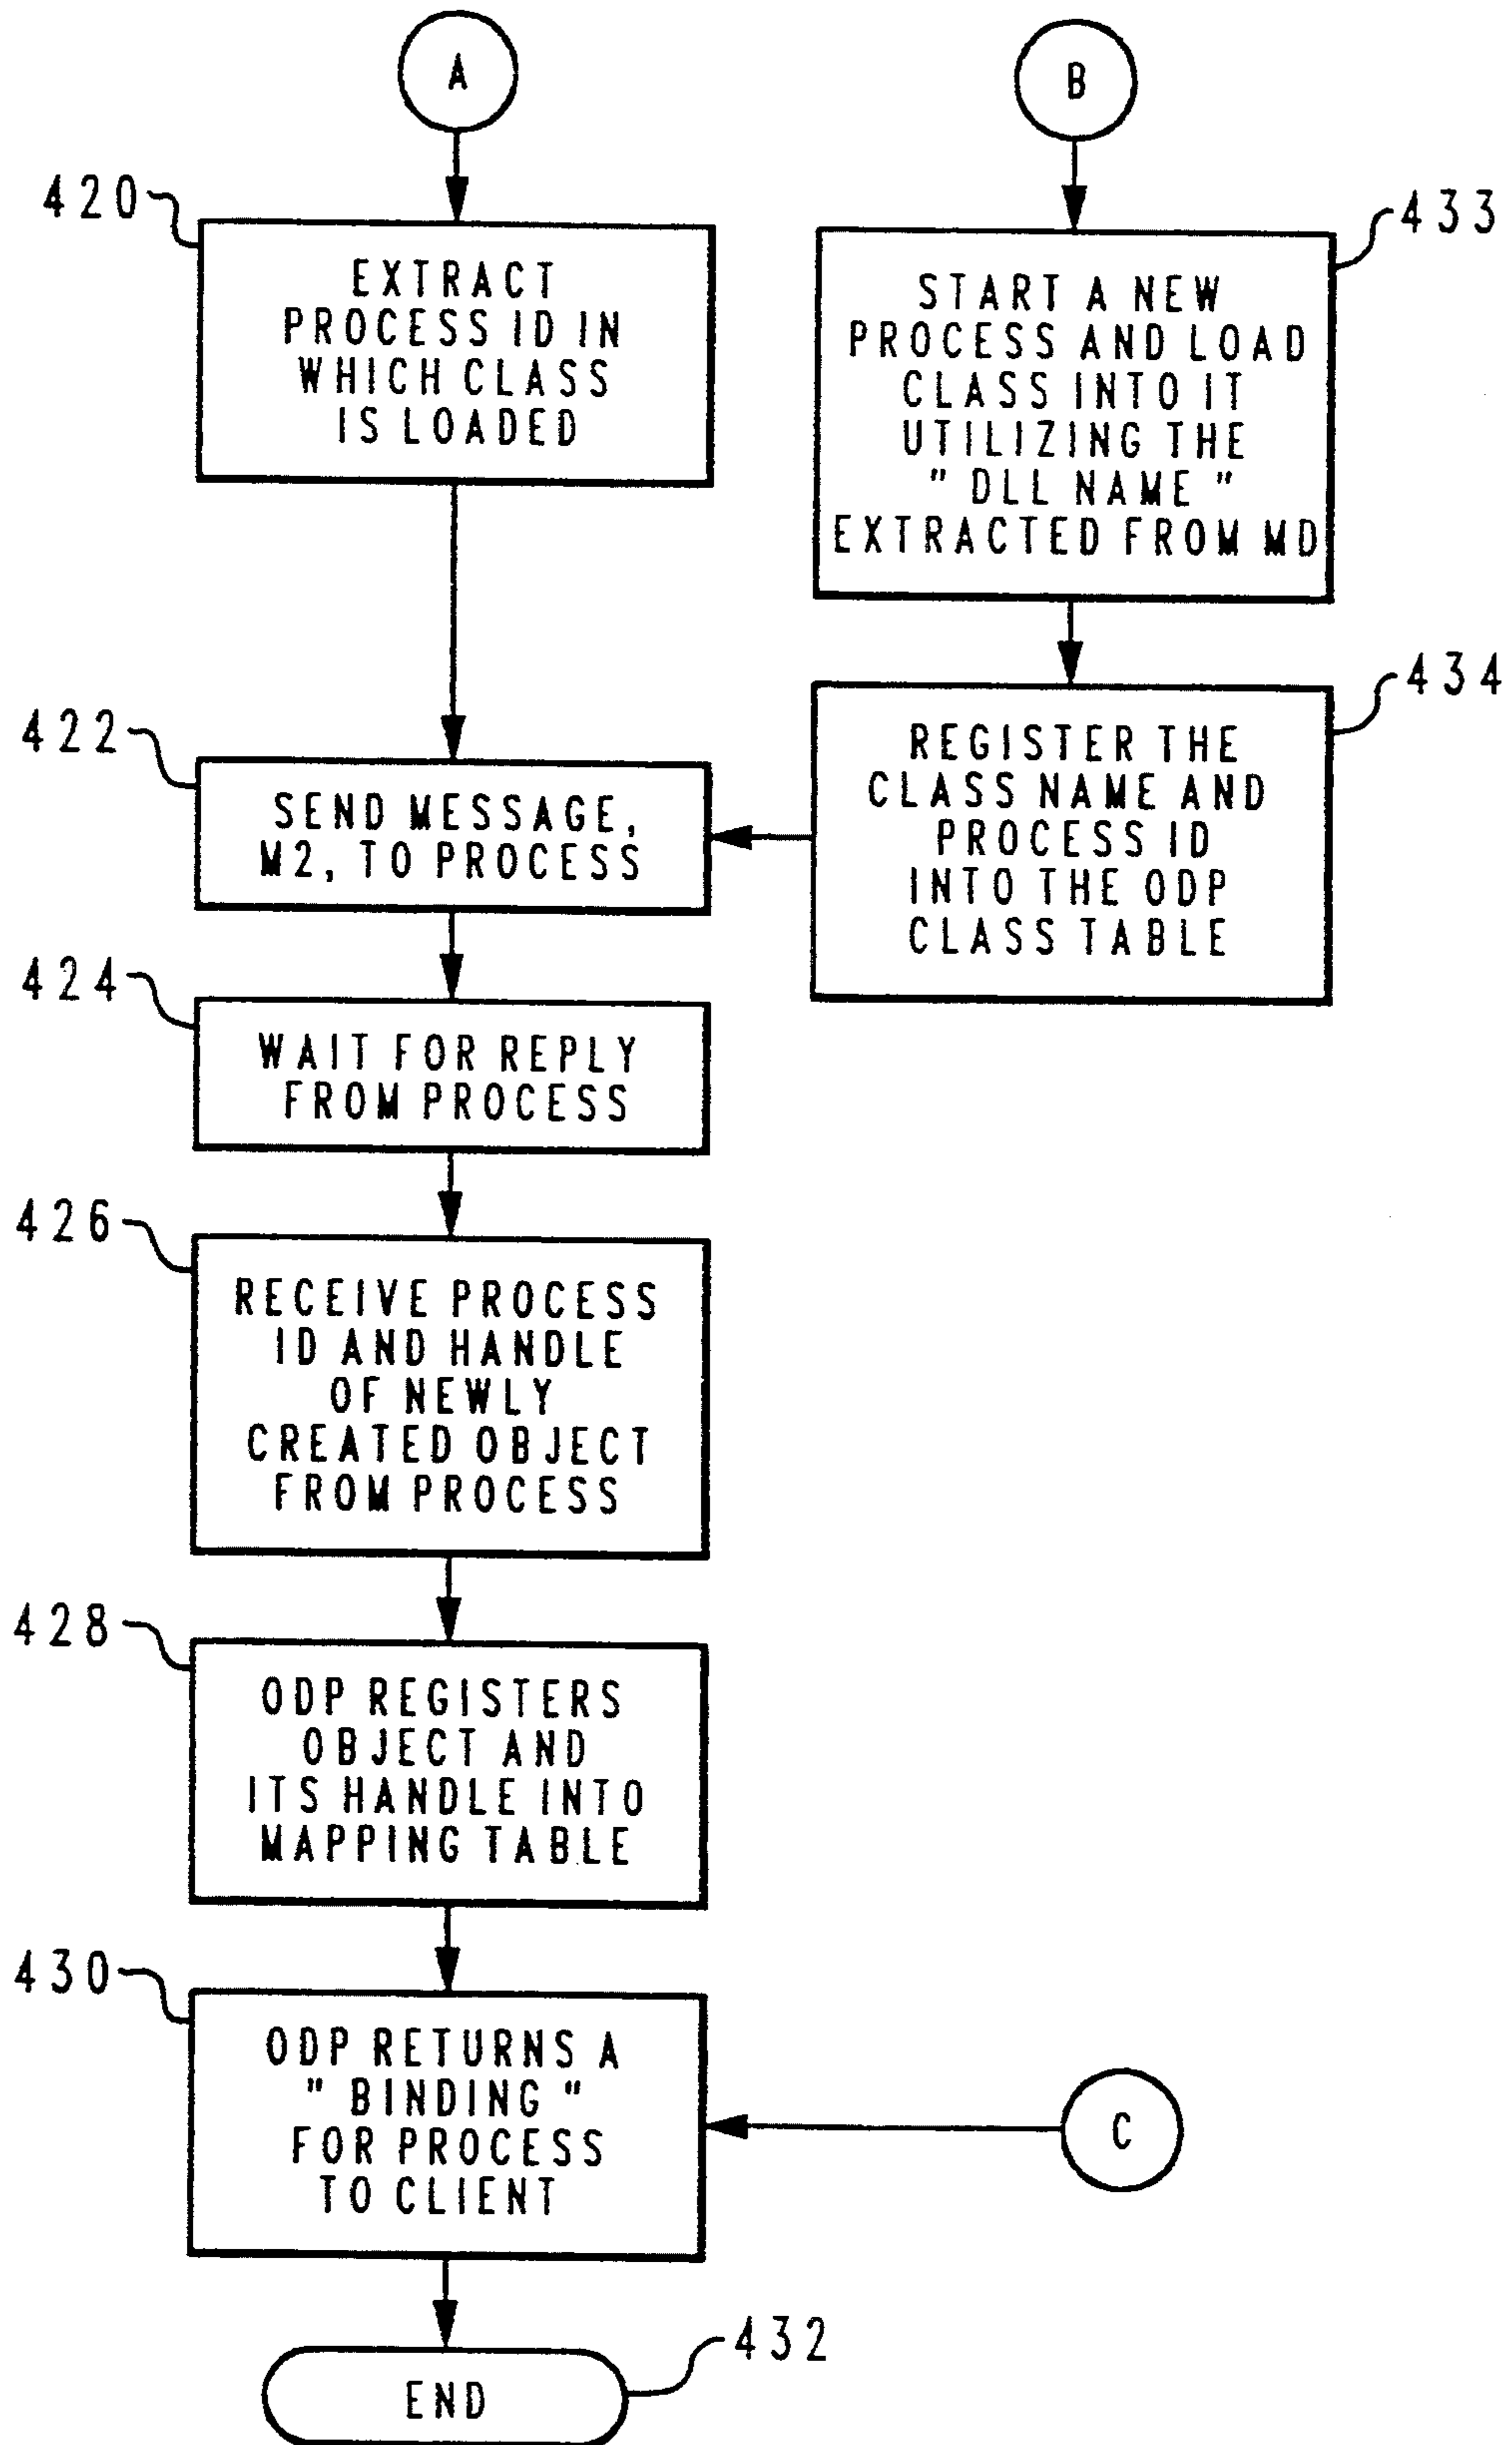 A
420
EXTRACT
PROCESS ID IN
WHICH CLASS
IS LOADED
B
433
START A NEW
PROCESS AND LOAD
CLASS INTO IT
UTILIZING THE
" DLL NAME "
EXTRACTED FROM MD
434
REGISTER THE
CLASS NAME AND
PROCESS ID
INTO THE ODP
CLASS TABLE
422
SEND MESSAGE,
M2, TO PROCESS
424
WAIT FOR REPLY
FROM PROCESS
426
RECEIVE PROCESS
ID AND HANDLE
OF NEWLY
CREATED OBJECT
FROM PROCESS
428
ODP REGISTERS
OBJECT AND
ITS HANDLE INTO
MAPPING TABLE
430
ODP RETURNS A
" BINDING "
FOR PROCESS
TO CLIENT
C
432
END